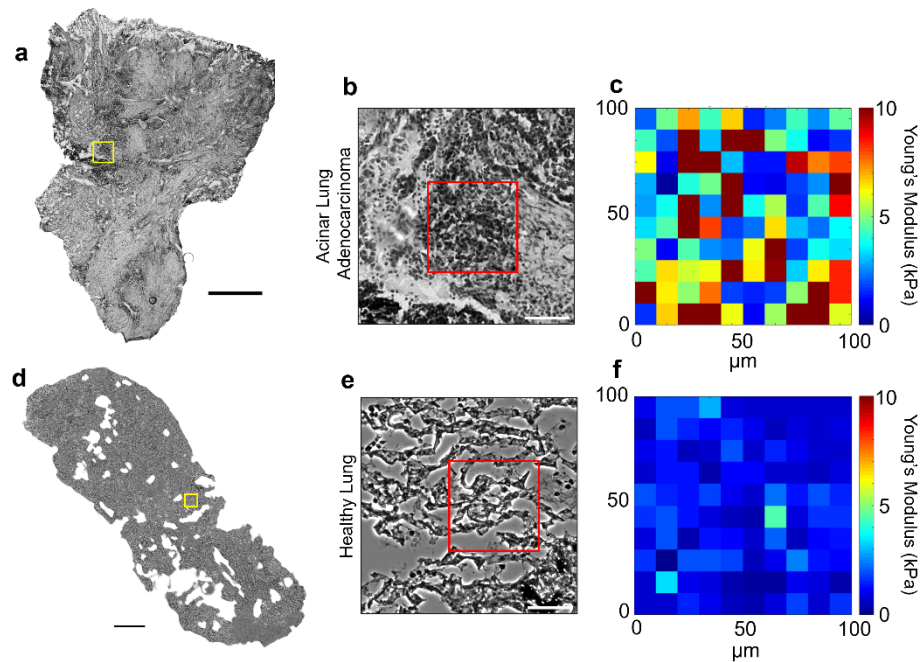 a
b
Acinar Lung
Adenocarcinoma
c
100
50
0
0
50
100
µm
10
5
0
Young's Modulus (kPa)
d
e
Healthy Lung
f
100
50
0
0
50
100
µm
10
5
0
Young's Modulus (kPa)